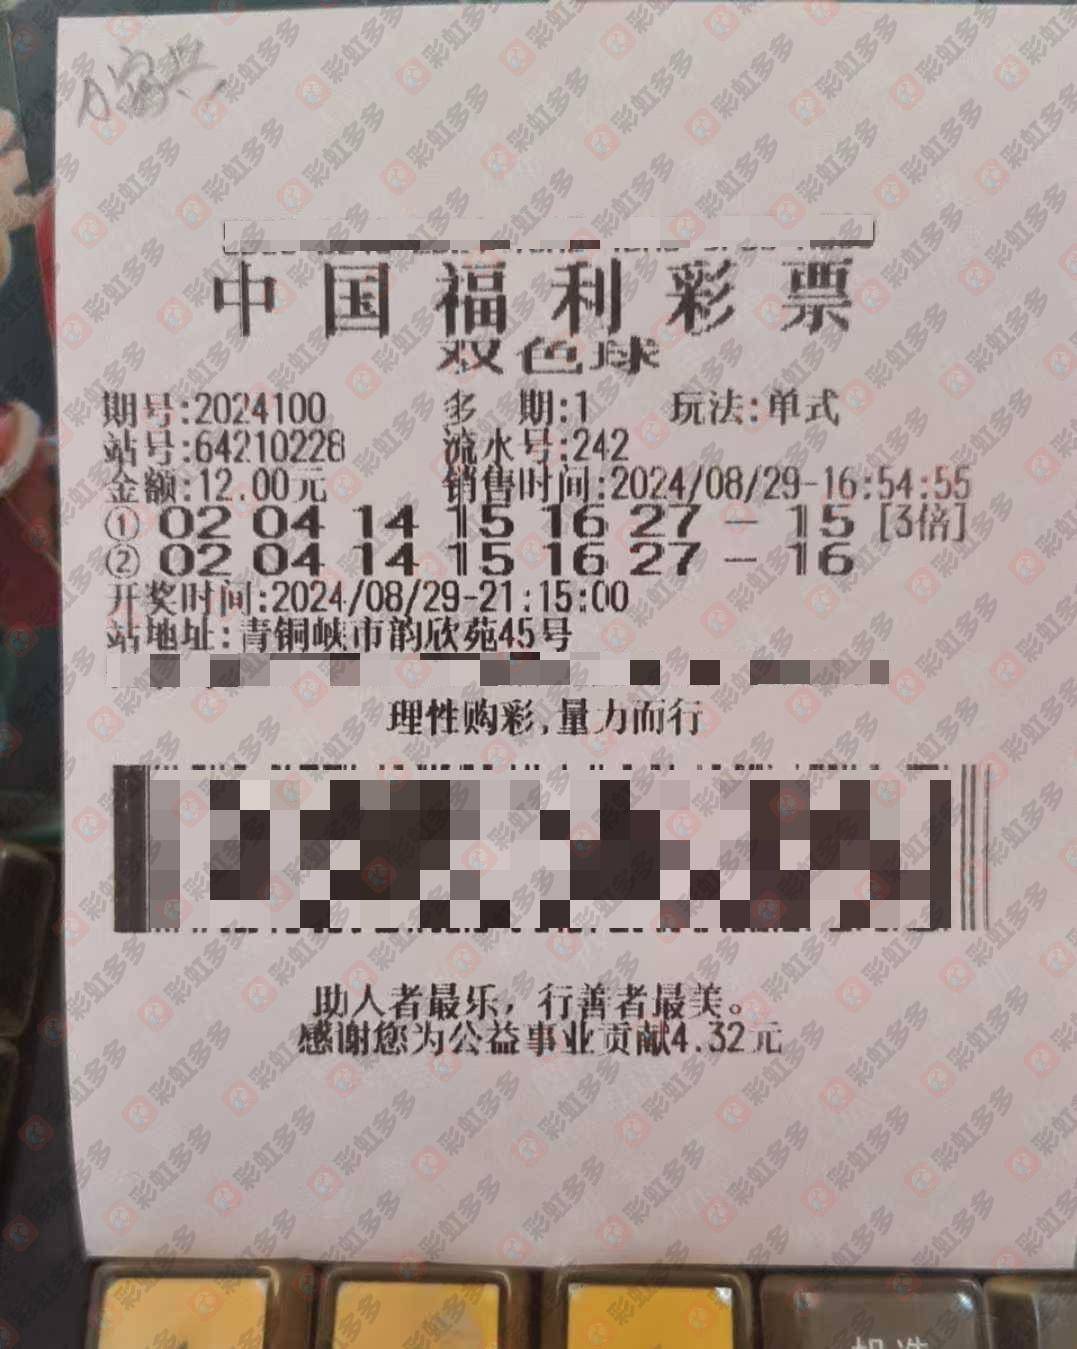 中国福利彩票
双色球
期号:2024100 多 期:1 玩法:单式
站号:64210228 流水号:242
金额:12.00元 销售时间:2024/08/29-16:54:55
① 02 04 14 15 16 27 - 15 [3倍]
② 02 04 14 15 16 27 - 16
开奖时间:2024/08/29-21:15:00
站地址:青铜峡市韵欣苑45号
理性购彩,量力而行
助人者最乐，行善者最美。
感谢您为公益事业贡献4.32元
机选
彩虹多多